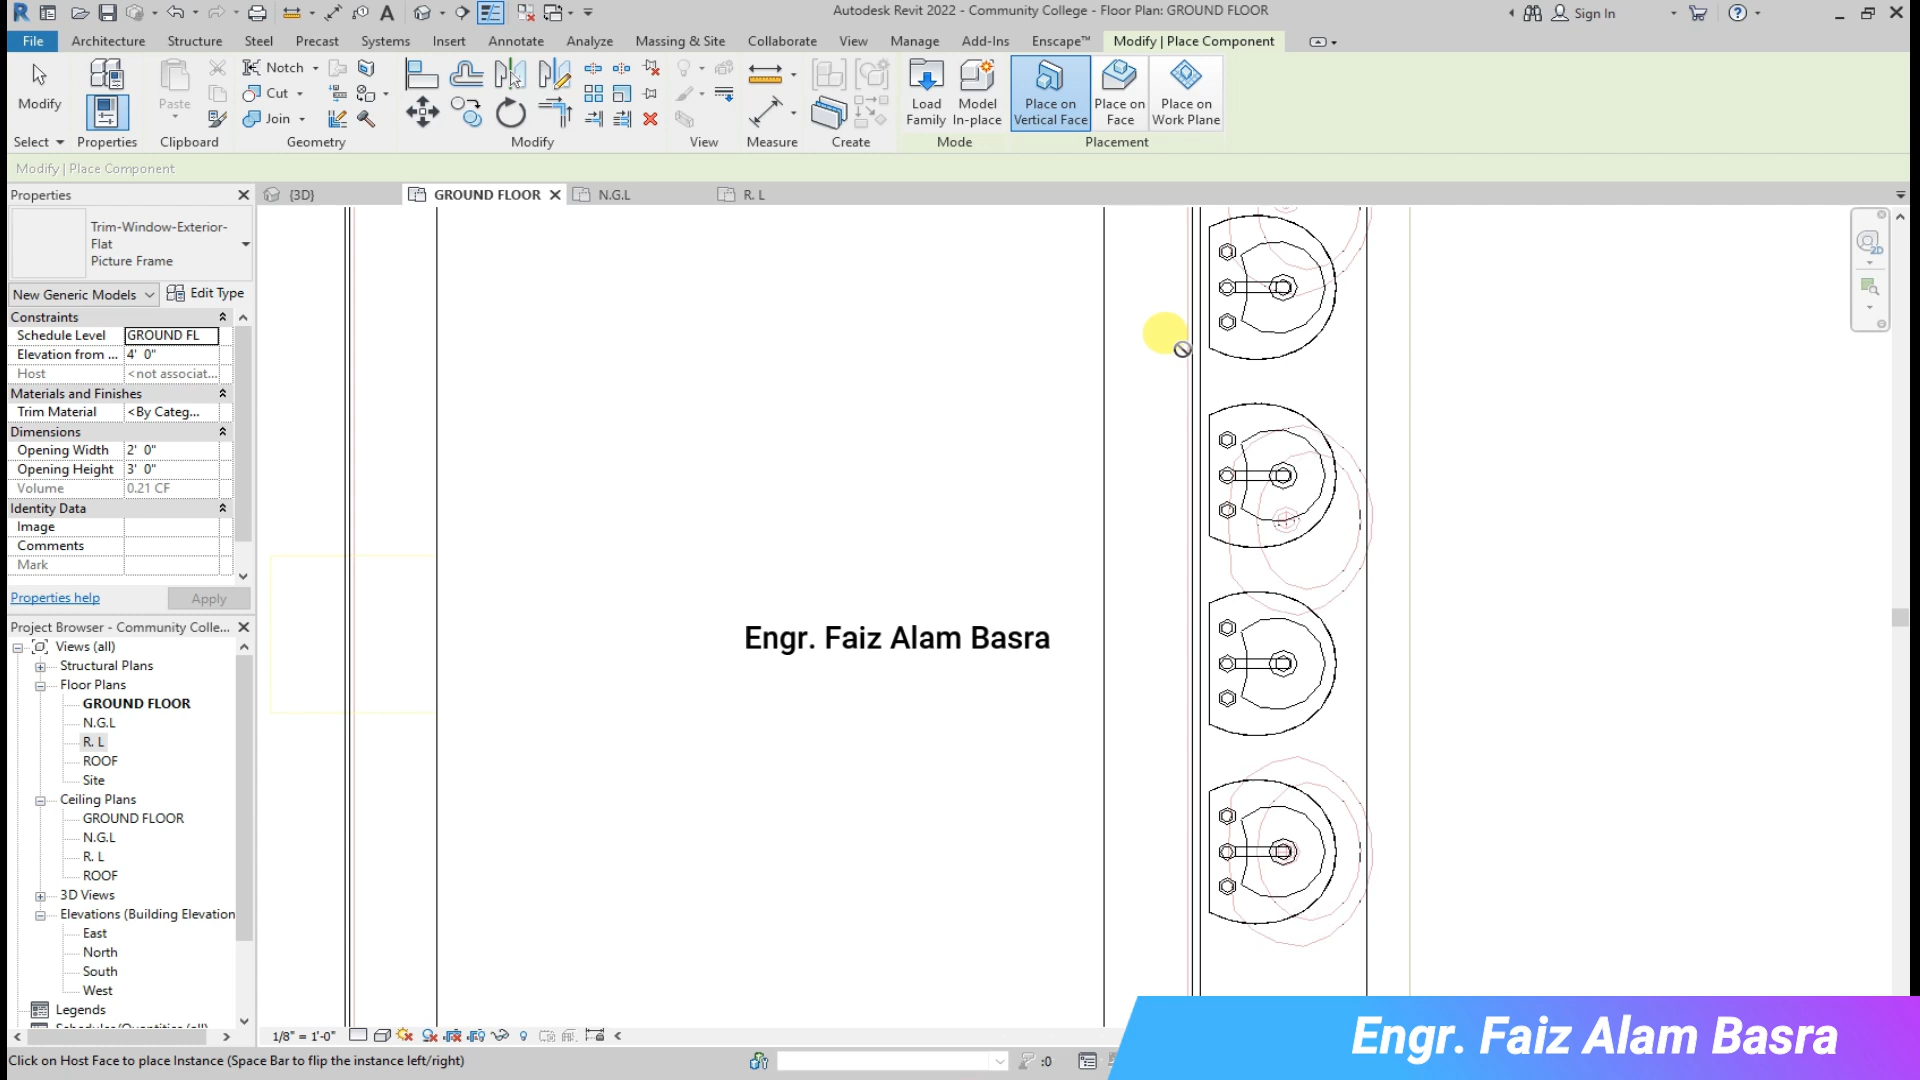 Autodesk Revit 2022 - Community College - Floor Plan: GROUND FLOOR
Sign In
File Architecture Structure Steel Precast Systems Insert Annotate Analyze Massing & Site Collaborate View Manage Add-Ins Enscape™ Modify | Place Component
Modify
Select
Properties
Paste
Clipboard
Notch
Cut
Join
Geometry
Modify
View
Measure
Create
Load Family
Model In-place
Mode
Place on Vertical Face
Place on Face
Place on Work Plane
Placement
Modify | Place Component
Properties
{3D}
GROUND FLOOR
N.G.L
R. L
Trim-Window-Exterior-
Flat
Picture Frame
New Generic Models
Edit Type
Constraints
Schedule Level GROUND FL
Elevation from ... 4' 0"
Host <not associat...
Materials and Finishes
Trim Material <By Categ...
Dimensions
Opening Width 2' 0"
Opening Height 3' 0"
Volume 0.21 CF
Identity Data
Image
Comments
Mark
Properties help
Apply
Project Browser - Community Colle...
Views (all)
Structural Plans
Floor Plans
GROUND FLOOR
N.G.L
R. L
ROOF
Site
Ceiling Plans
GROUND FLOOR
N.G.L
R. L
ROOF
3D Views
Elevations (Building Elevation
East
North
South
West
Legends
Schedules/Quantities (all)
Engr. Faiz Alam Basra
1/8" = 1'-0"
Click on Host Face to place Instance (Space Bar to flip the instance left/right)
:0
Engr. Faiz Alam Basra
2D